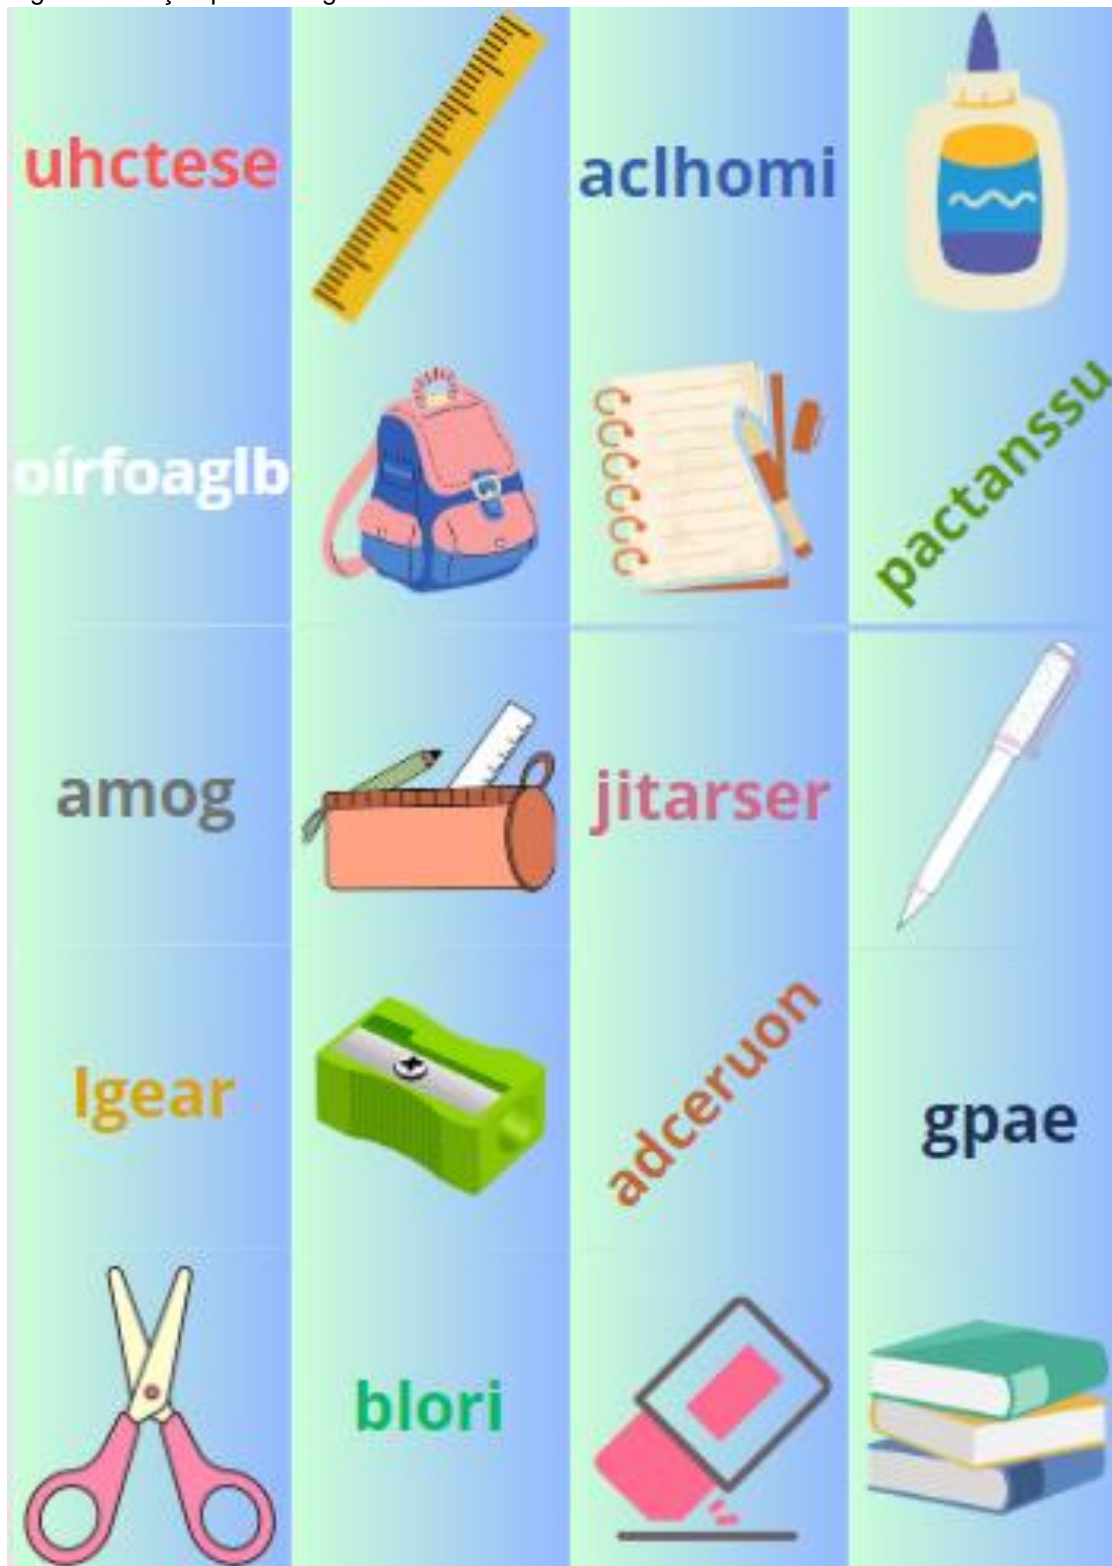 uhctese
aclhomi
oírfoaglb
pactanssu
amog
jitarser
lgear
adceruon
gpae
blori